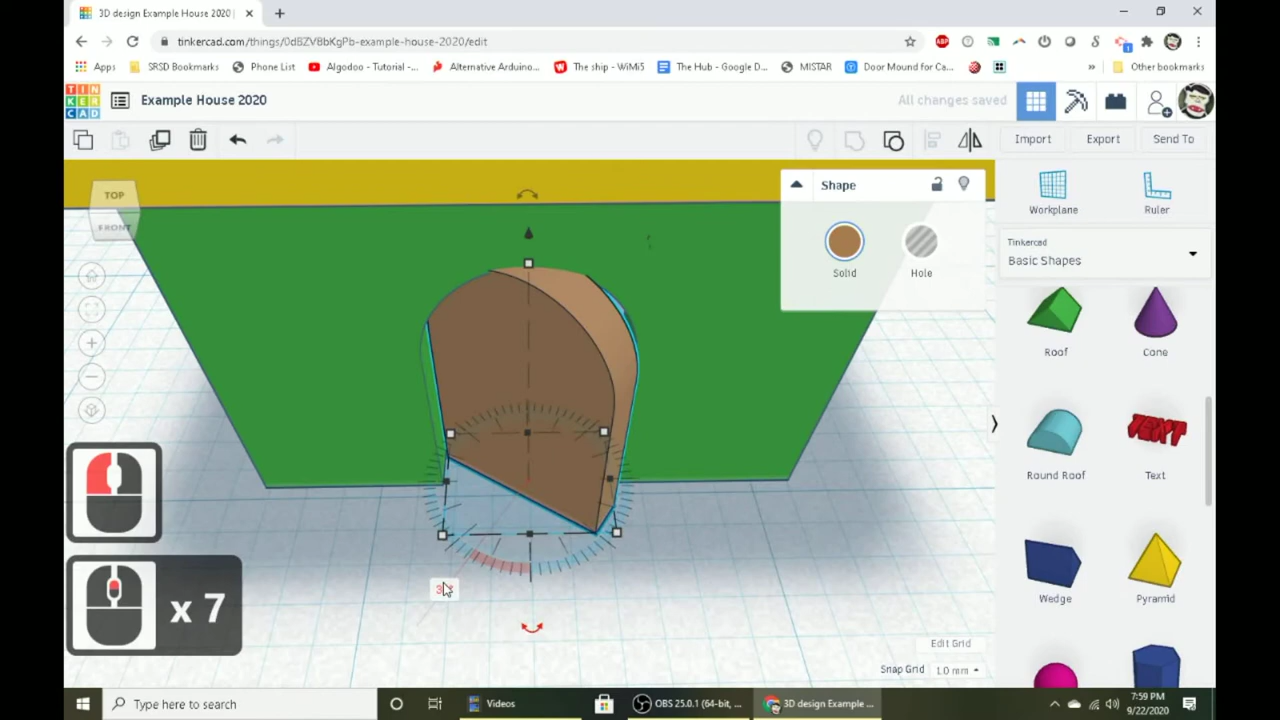 3D design Example House 2020 |
tinkercad.com/things/0dBZVBbKgPb-example-house-2020/edit
Apps SRSD Bookmarks Phone List Algodoo - Tutorial -... Alternative Arduino... The ship - WiMi5 The Hub - Google D... MISTAR Door Mound for Ca... » Other bookmarks
TIN
KER
CAD
Example House 2020
All changes saved
Import Export Send To
TOP
FRONT
Shape
Solid Hole
Workplane Ruler
Tinkercad
Basic Shapes
Roof Cone
Round Roof Text
TEXT
Wedge Pyramid
x 7
Edit Grid
Snap Grid 1.0 mm
Type here to search
Videos
OBS 25.0.1 (64-bit, ...
3D design Example ...
7:59 PM
9/22/2020